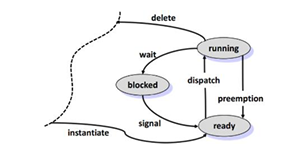 delete
running
wait
dispatch
blocked
preemption
signal
instantiate
ready